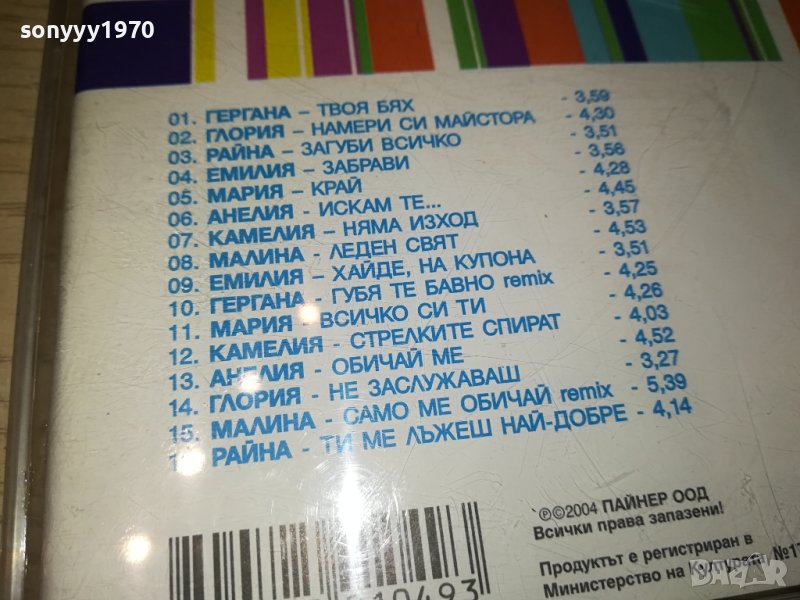 sonyyy1970
01. ГЕРГАНА – ТВОЯ БЯХ - 3,59
02. ГЛОРИЯ – НАМЕРИ СИ МАЙСТОРА - 4,30
03. РАЙНА – ЗАГУБИ ВСИЧКО - 3,51
04. ЕМИЛИЯ – ЗАБРАВИ - 3,56
05. МАРИЯ – КРАЙ - 4,28
06. АНЕЛИЯ - ИСКАМ ТЕ... - 4,45
07. КАМЕЛИЯ – НЯМА ИЗХОД - 3,57
08. МАЛИНА - ЛЕДЕН СВЯТ - 4,53
09. ЕМИЛИЯ – ХАЙДЕ, НА КУПОНА - 3,51
10. ГЕРГАНА - ГУБЯ ТЕ БАВНО remix - 4,25
11. МАРИЯ - ВСИЧКО СИ ТИ - 4,26
12. КАМЕЛИЯ - СТРЕЛКИТЕ СПИРАТ - 4,03
13. АНЕЛИЯ - ОБИЧАЙ МЕ - 4,52
14. ГЛОРИЯ - НЕ ЗАСЛУЖАВАШ - 3,27
15. МАЛИНА - САМО МЕ ОБИЧАЙ remix - 5,39
РАЙНА - ТИ МЕ ЛЪЖЕШ НАЙ-ДОБРЕ - 4,14
℗©2004 ПАЙНЕР ООД
Всички права запазени!
Продуктът е регистриран в
Министерство на Културата №17
10493
BAZAR